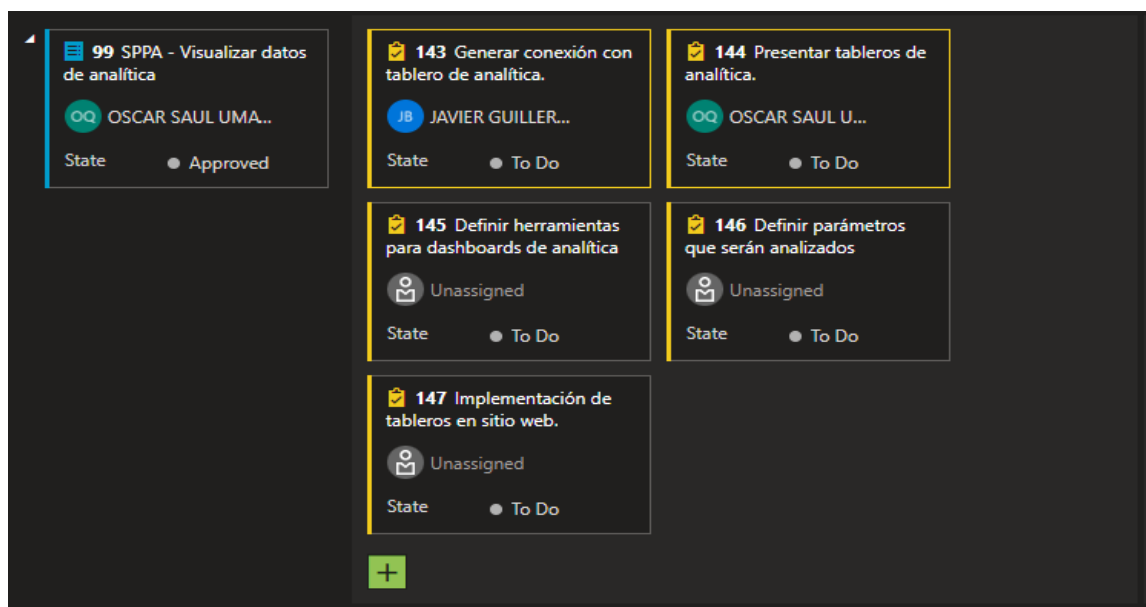 99 SPPA - Visualizar datos
de analítica
OQ OSCAR SAUL UMA...
State Approved
143 Generar conexión con
tablero de analítica.
JB JAVIER GUILLER...
State To Do
144 Presentar tableros de
analítica.
OQ OSCAR SAUL U...
State To Do
145 Definir herramientas
para dashboards de analítica
Unassigned
State To Do
146 Definir parámetros
que serán analizados
Unassigned
State To Do
147 Implementación de
tableros en sitio web.
Unassigned
State To Do